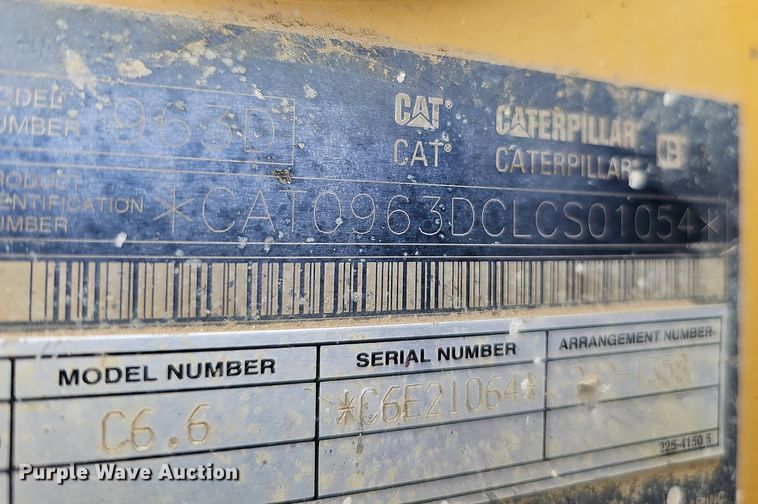 MODEL
NUMBER 963D
CAT® CATERPILLAR
CAT® CATERPILLAR®
PRODUCT
IDENTIFICATION
NUMBER *CAT0963DCLCS01054*
MODEL NUMBER SERIAL NUMBER ARRANGEMENT NUMBER
C6.6 *C6E21064*
225-4150 5
Purple Wave Auction